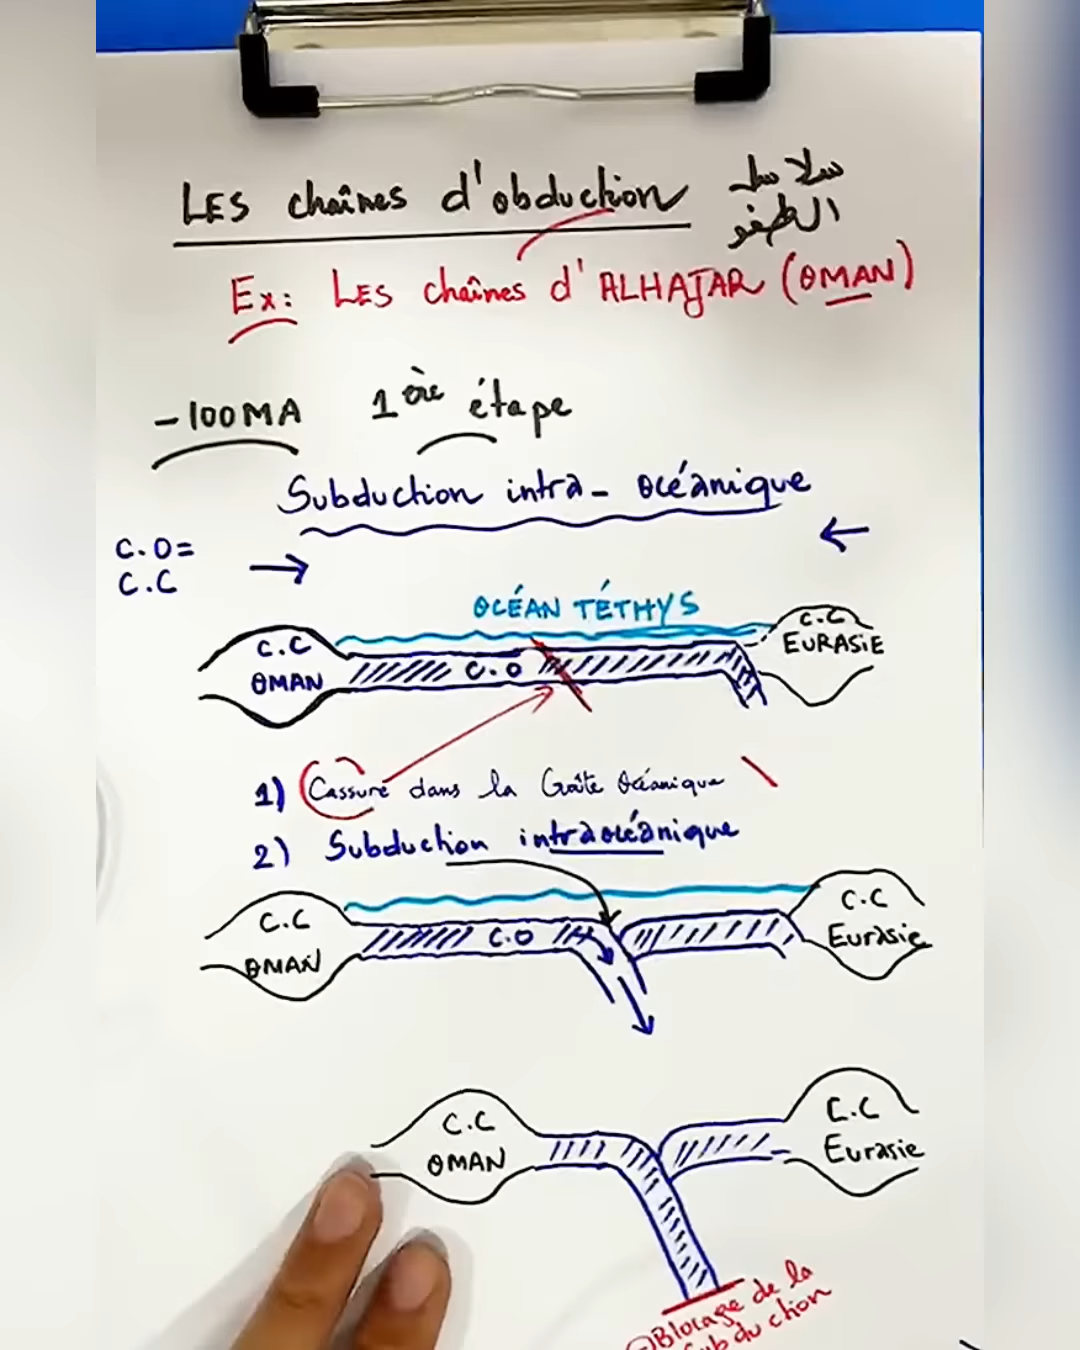 LES chaînes d'obduction
سلاسل
الطفو
Ex: LES chaînes d'ALHAJAR (OMAN)
-100MA 1ère étape
Subduction intra-océanique
C.O=
C.C
OCÉAN TÉTHYS
C.C
OMAN
C.O
C.C
EURASIE
1) Cassure dans la Croûte Océanique
2) Subduction intraocéanique
C.C
OMAN
C.O
C.C
Eurasie
C.C
OMAN
C.C
Eurasie
Blocage de la
Subduction